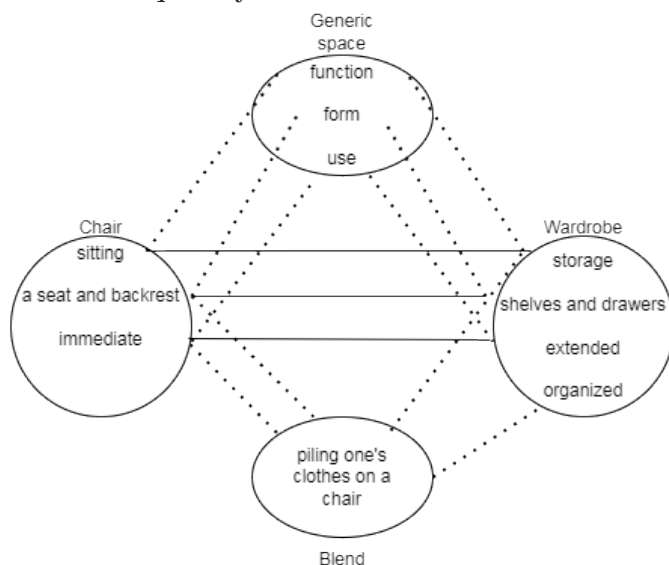 Generic
space
function
form
use
Chair
sitting
a seat and backrest
immediate
Wardrobe
storage
shelves and drawers
extended
organized
piling one's
clothes on a
chair
Blend